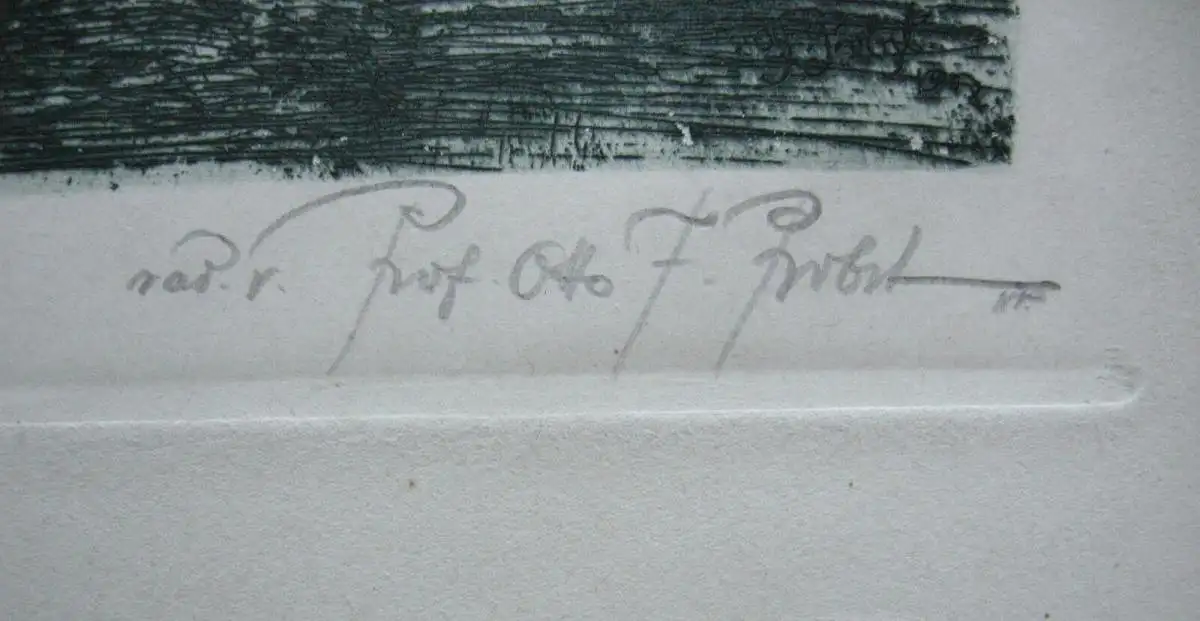 rad. v. Prof. Otto F. Probst